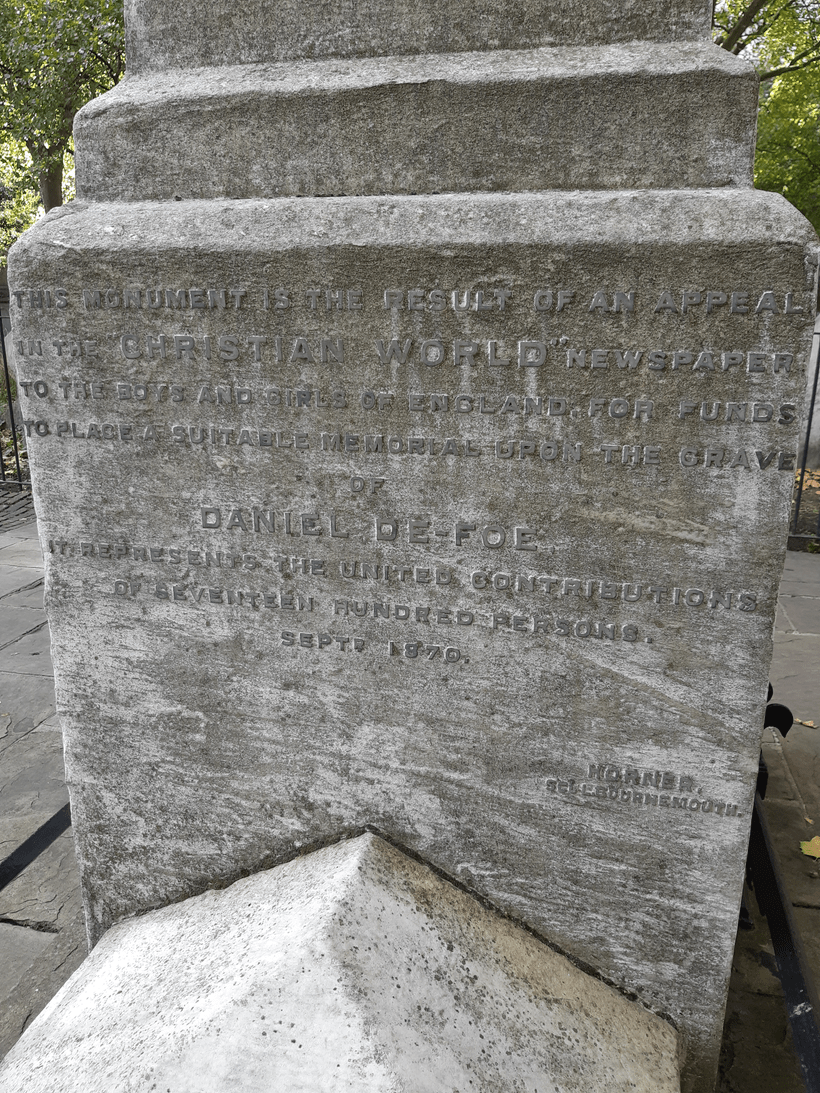 THIS MONUMENT IS THE RESULT OF AN APPEAL,
IN THE "CHRISTIAN WORLD" NEWSPAPER
TO THE BOYS AND GIRLS OF ENGLAND, FOR FUNDS
TO PLACE A SUITABLE MEMORIAL UPON THE GRAVE
OF
DANIEL DE-FOE.
IT REPRESENTS THE UNITED CONTRIBUTIONS
OF SEVENTEEN HUNDRED PERSONS.
SEPTR 1870.
HORNER,